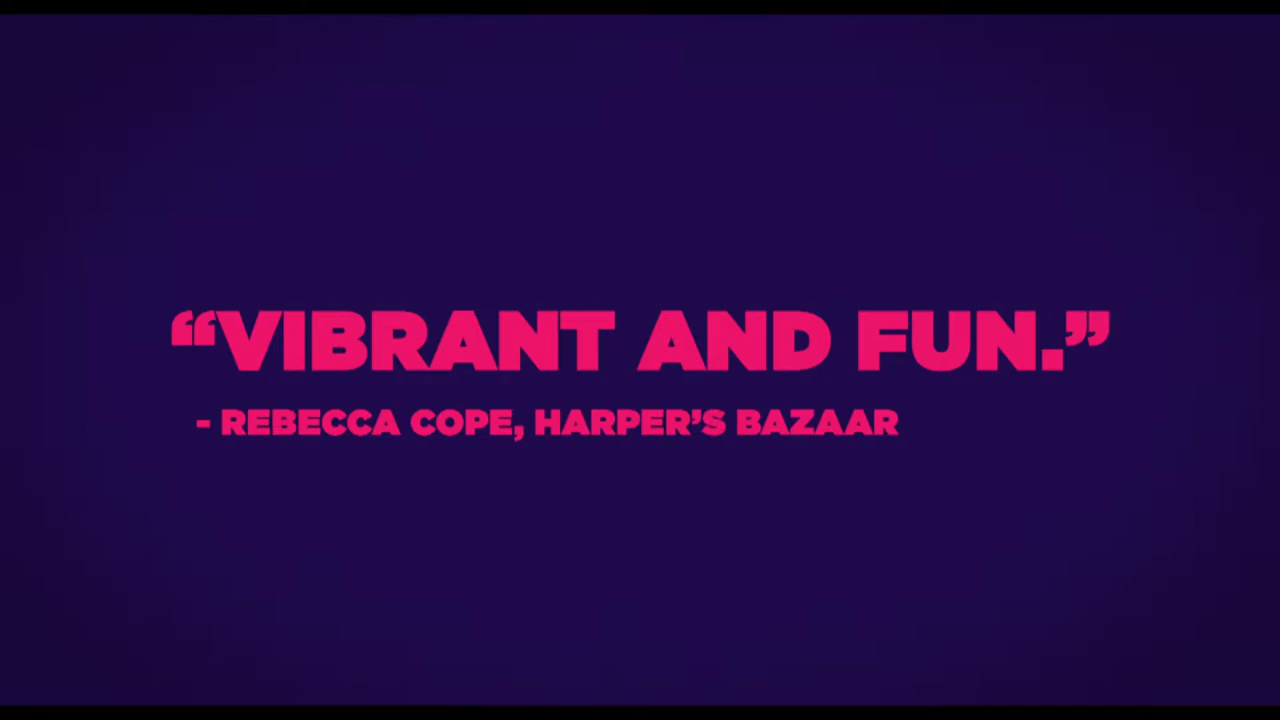 “VIBRANT AND FUN.”
- REBECCA COPE, HARPER’S BAZAAR